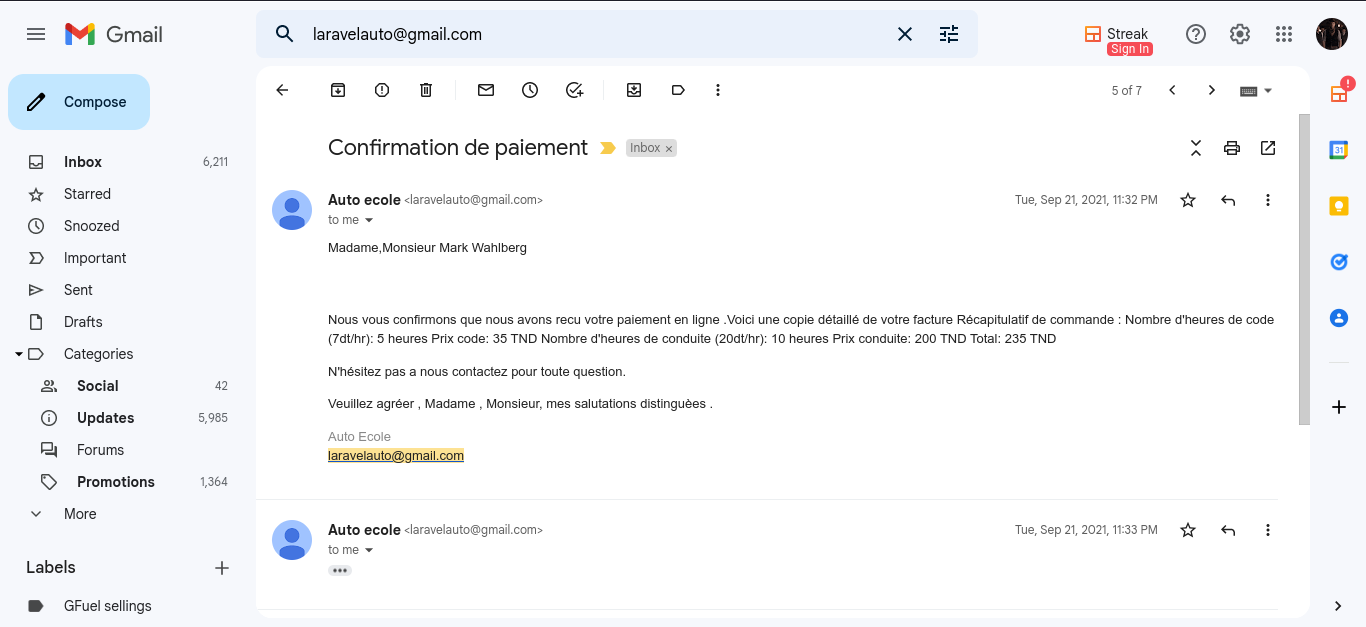 Gmail
laravelauto@gmail.com
Streak
Sign In
Compose
5 of 7
!
Inbox 6,211
Starred
Snoozed
Important
Sent
Drafts
Categories
Social 42
Updates 5,985
Forums
Promotions 1,364
More
Labels
GFuel sellings
Confirmation de paiement
Inbox ×
31
Auto ecole <laravelauto@gmail.com>
Tue, Sep 21, 2021, 11:32 PM
to me
Madame,Monsieur Mark Wahlberg
Nous vous confirmons que nous avons recu votre paiement en ligne .Voici une copie détaillé de votre facture Récapitulatif de commande : Nombre d'heures de code
(7dt/hr): 5 heures Prix code: 35 TND Nombre d'heures de conduite (20dt/hr): 10 heures Prix conduite: 200 TND Total: 235 TND
N'hésitez pas a nous contactez pour toute question.
Veuillez agréer , Madame , Monsieur, mes salutations distinguèes .
Auto Ecole
laravelauto@gmail.com
Auto ecole <laravelauto@gmail.com>
Tue, Sep 21, 2021, 11:33 PM
to me